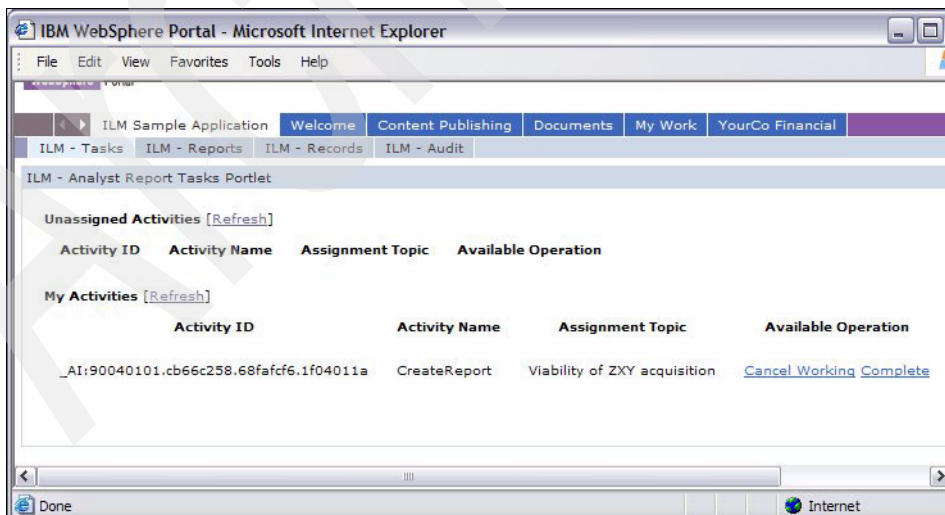 IBM WebSphere Portal - Microsoft Internet Explorer
File Edit View Favorites Tools Help
ILM Sample Application Welcome Content Publishing Documents My Work YourCo Financial
ILM - Tasks ILM - Reports ILM - Records ILM - Audit
ILM - Analyst Report Tasks Portlet
Unassigned Activities [Refresh]
Activity ID Activity Name Assignment Topic Available Operation
My Activities [Refresh]
Activity ID Activity Name Assignment Topic Available Operation
_AI:90040101.cb66c258.68fafcf6.1f04011a CreateReport Viability of ZXY acquisition Cancel Working Complete
Done Internet